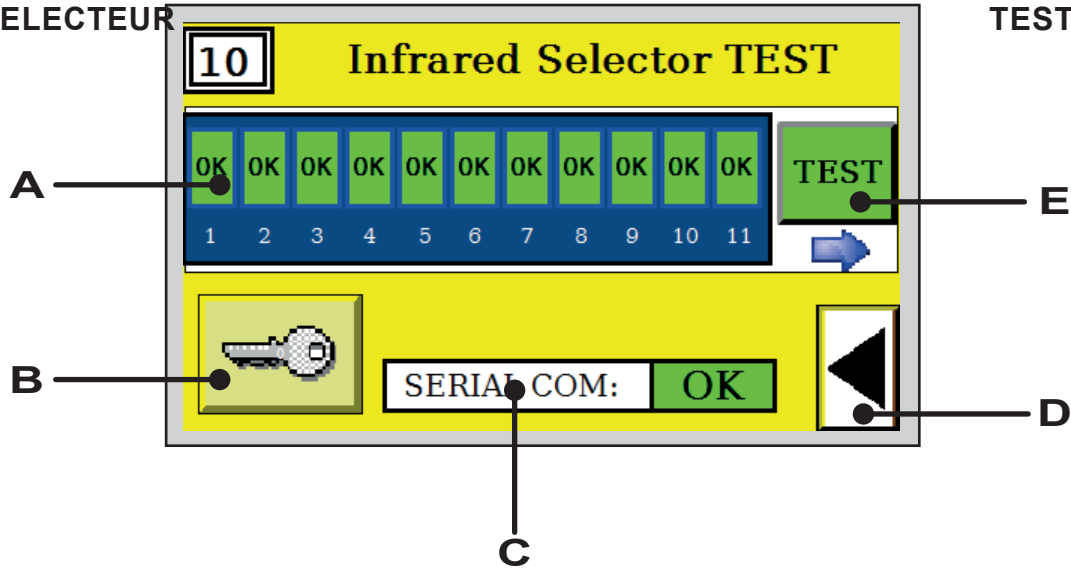 ELECTEUR TEST
10 Infrared Selector TEST
OK OK OK OK OK OK OK OK OK OK OK
TEST
1 2 3 4 5 6 7 8 9 10 11
A
E
B
SERIAL COM: OK
D
C